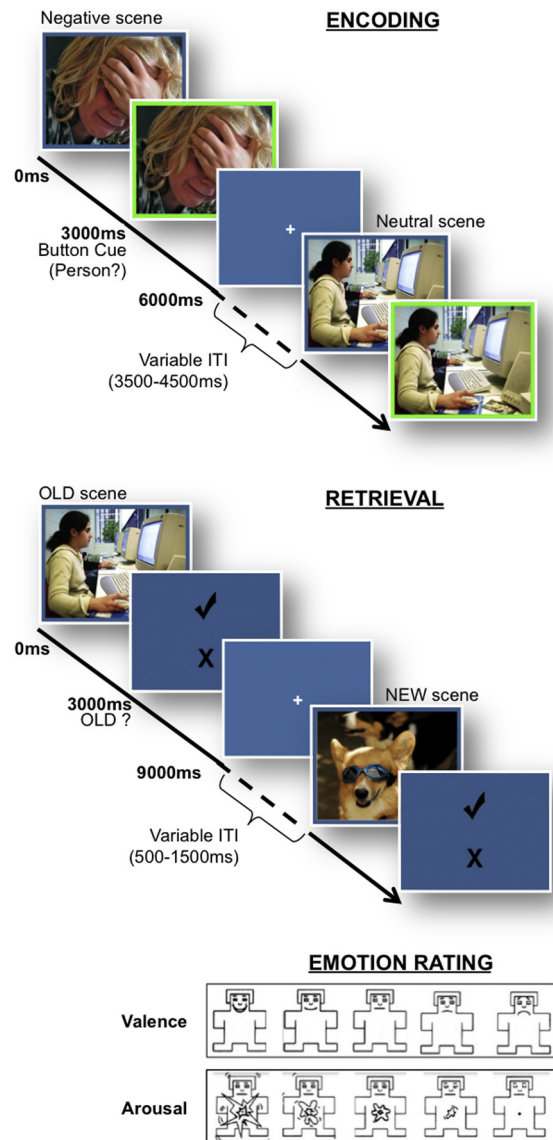 Negative scene
ENCODING
0ms
3000ms
Button Cue
(Person?)
Neutral scene
6000ms
Variable ITI
(3500-4500ms)
OLD scene
RETRIEVAL
X
0ms
3000ms
OLD ?
NEW scene
9000ms
Variable ITI
(500-1500ms)
X
EMOTION RATING
Valence
Arousal